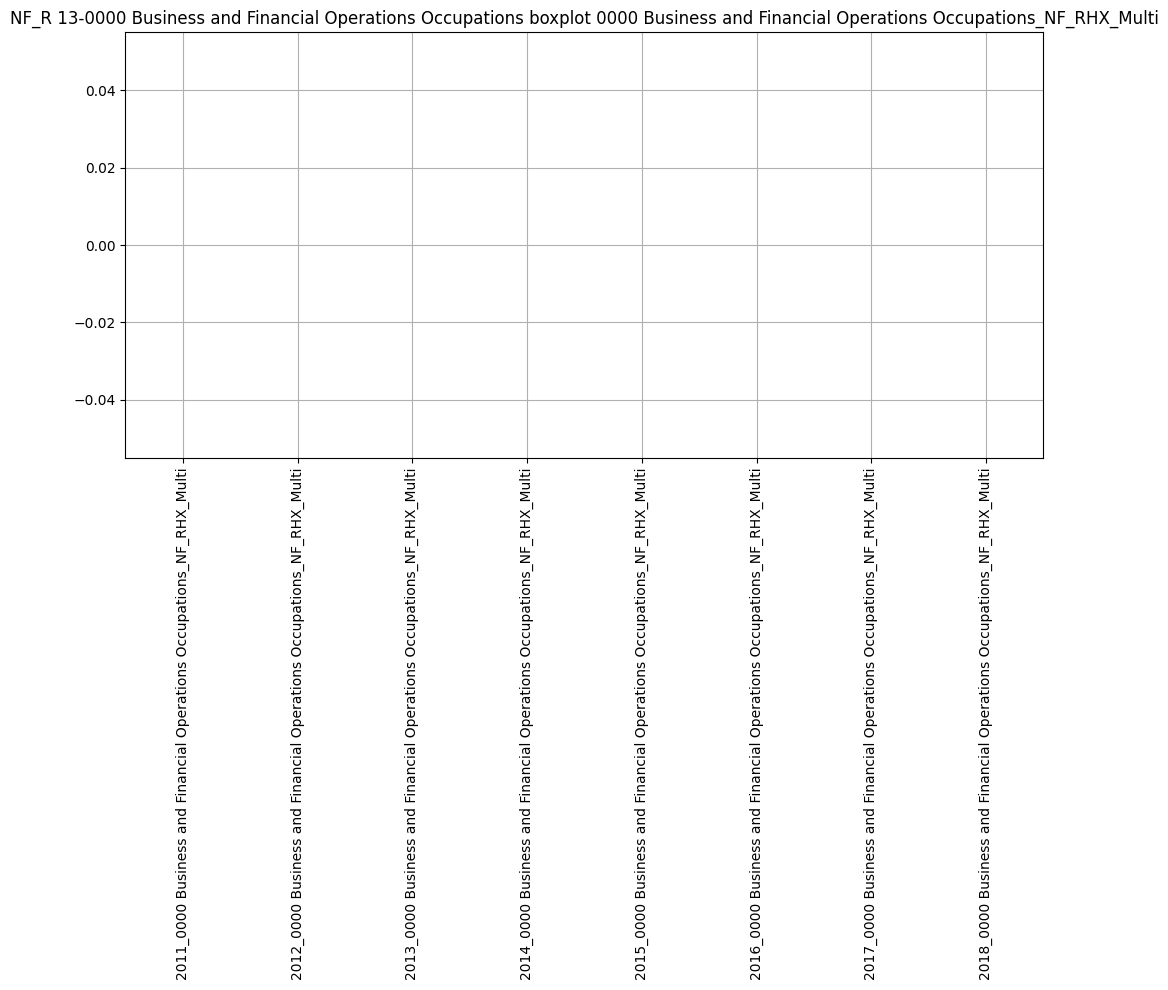 NF_R 13-0000 Business and Financial Operations Occupations boxplot 0000 Business and Financial Operations Occupations_NF_RHX_Multi
0.04
0.02
0.00
−0.02
−0.04
2011_0000 Business and Financial Operations Occupations_NF_RHX_Multi
2012_0000 Business and Financial Operations Occupations_NF_RHX_Multi
2013_0000 Business and Financial Operations Occupations_NF_RHX_Multi
2014_0000 Business and Financial Operations Occupations_NF_RHX_Multi
2015_0000 Business and Financial Operations Occupations_NF_RHX_Multi
2016_0000 Business and Financial Operations Occupations_NF_RHX_Multi
2017_0000 Business and Financial Operations Occupations_NF_RHX_Multi
2018_0000 Business and Financial Operations Occupations_NF_RHX_Multi